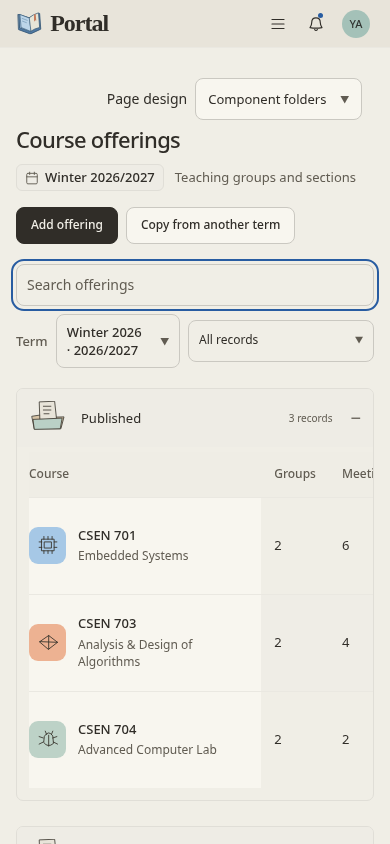 Portal
YA
Page design
Component folders
Course offerings
Winter 2026/2027
Teaching groups and sections
Add offering
Copy from another term
Search offerings
Term
Winter 2026
· 2026/2027
All records
Published
3 records
Course
Groups
Meeti
CSEN 701
Embedded Systems
2
6
CSEN 703
Analysis & Design of
Algorithms
2
4
CSEN 704
Advanced Computer Lab
2
2